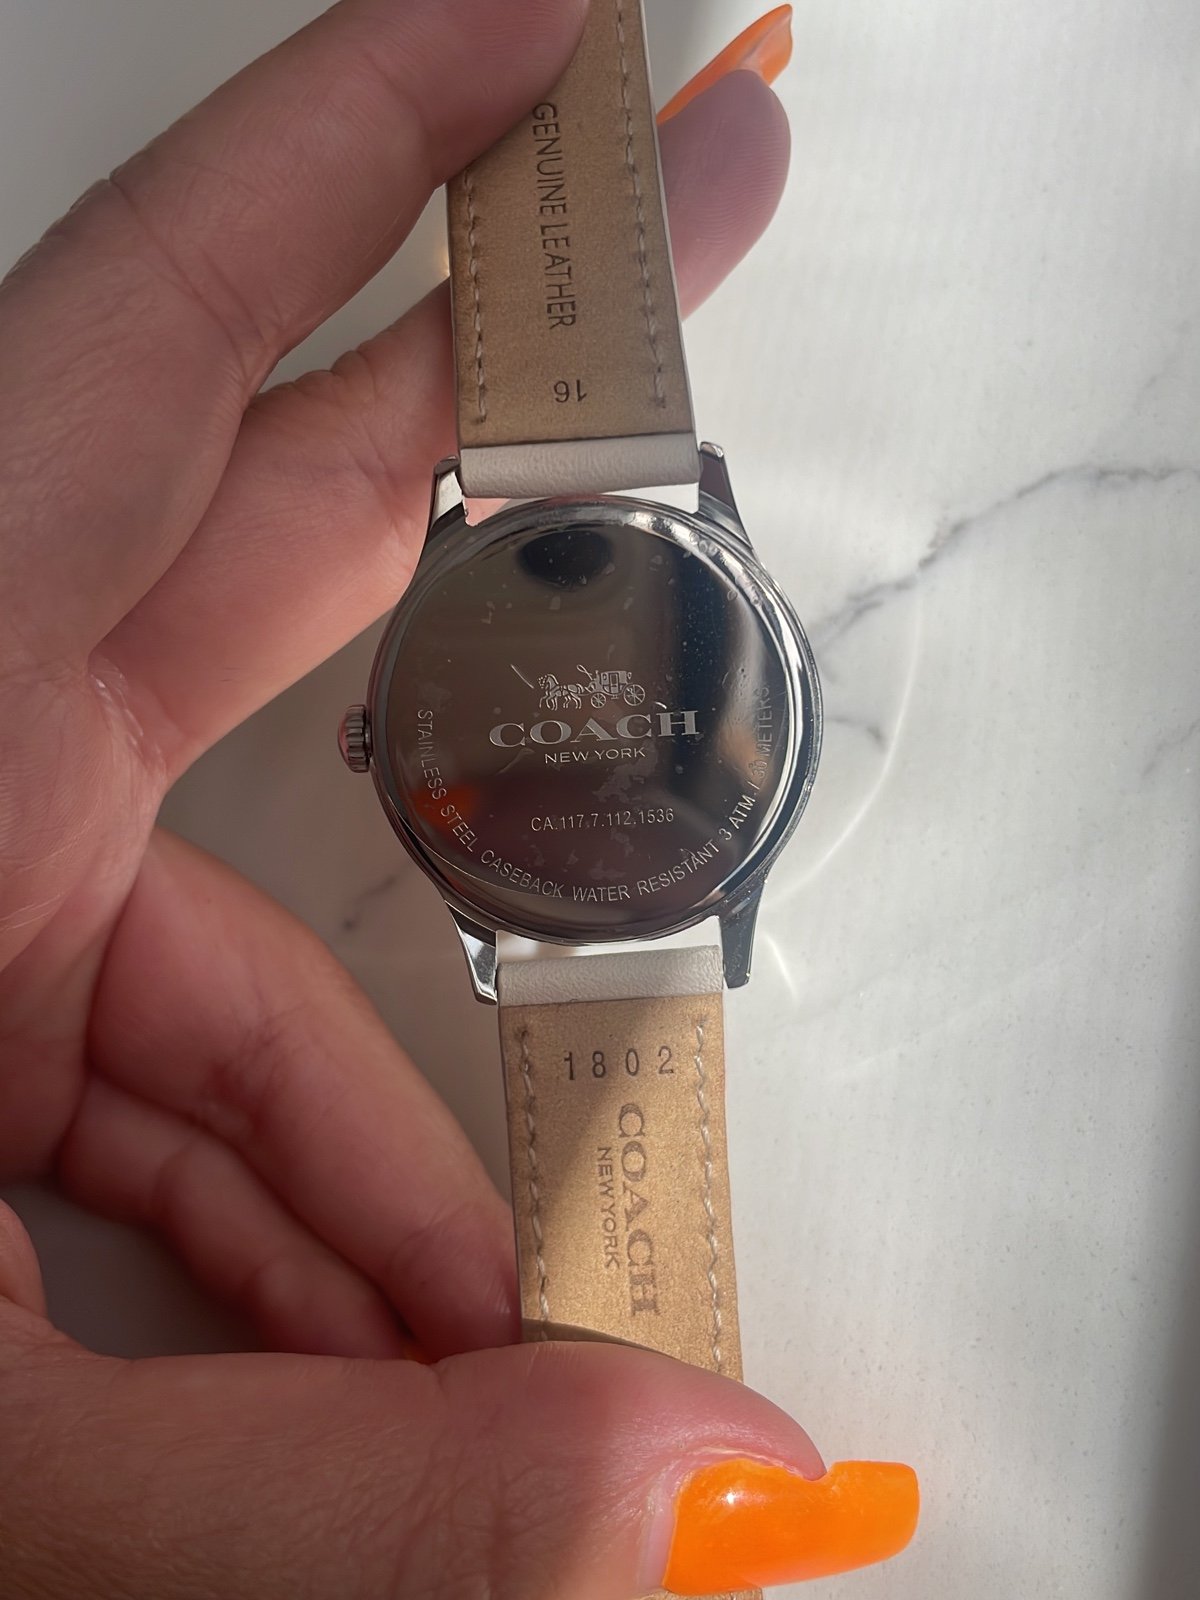 GENUINE LEATHER
16
COACH
NEW YORK
CA.117.7.112.1536
STAINLESS STEEL CASEBACK WATER RESISTANT 3 ATM / 30 METERS
1802
COACH
NEW YORK